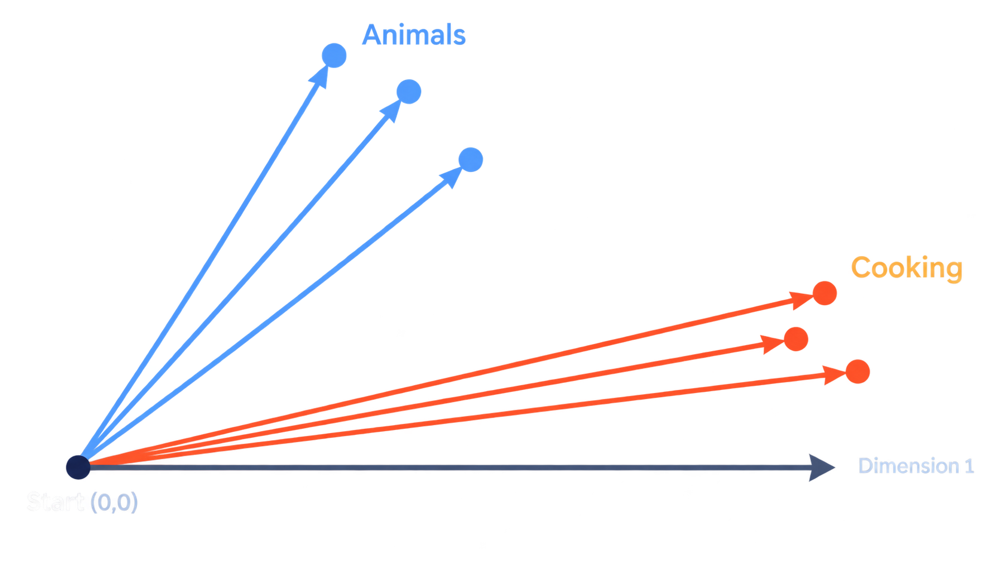 Animals
Cooking
Dimension 1
Start (0,0)